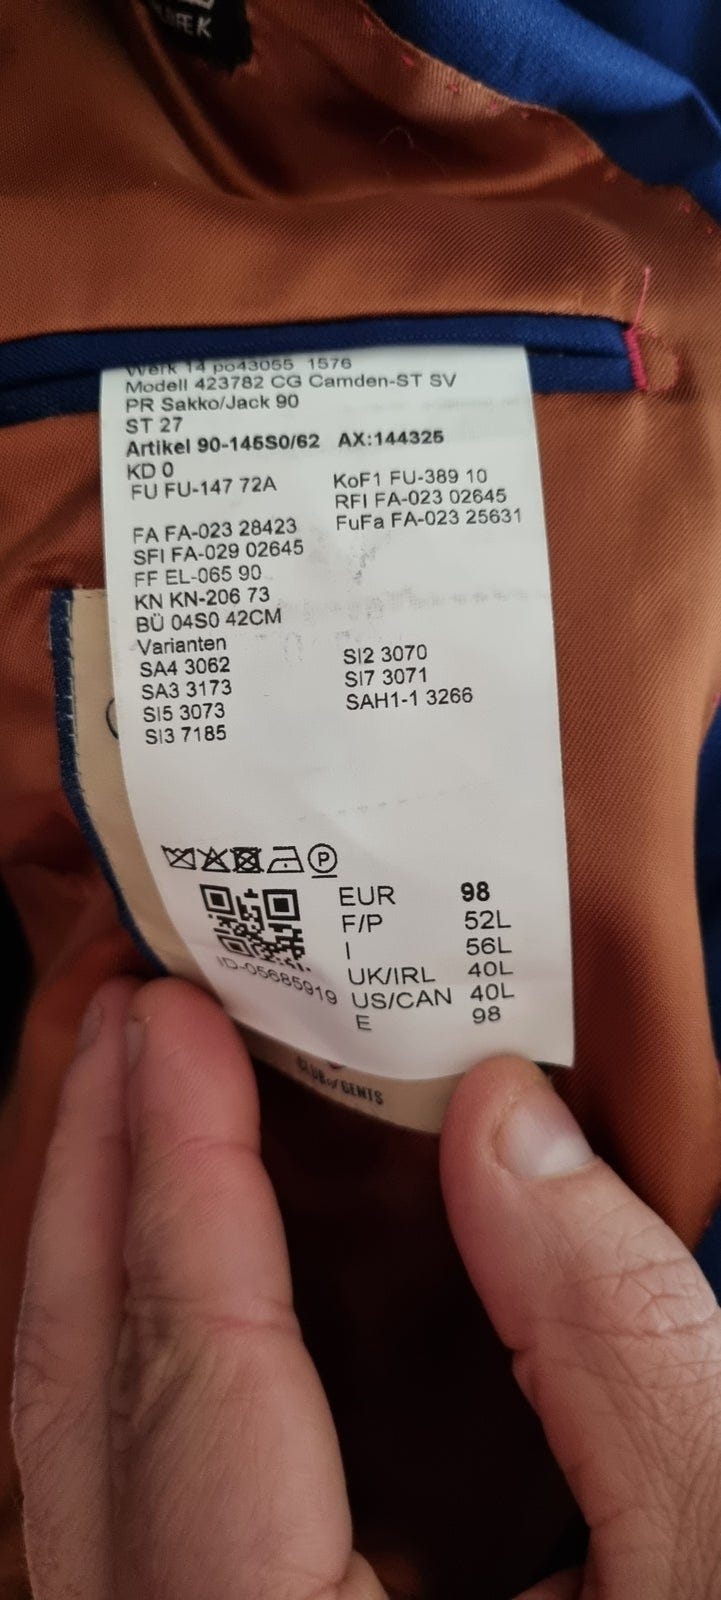 Werk 14 po43055 1576
Modell 423782 CG Camden-ST SV
PR Sakko/Jack 90
ST 27
Artikel 90-145S0/62 AX:144325
KD 0
FU FU-147 72A KoF1 FU-389 10
RFI FA-023 02645
FA FA-023 28423 FuFa FA-023 25631
SFI FA-029 02645
FF EL-065 90
KN KN-206 73
BÜ 04S0 42CM
Varianten
SA4 3062 SI2 3070
SA3 3173 SI7 3071
SI5 3073 SAH1-1 3266
SI3 7185
P
EUR 98
F/P 52L
I 56L
UK/IRL 40L
US/CAN 40L
E 98
ID-05685919
CLUB of GENTS